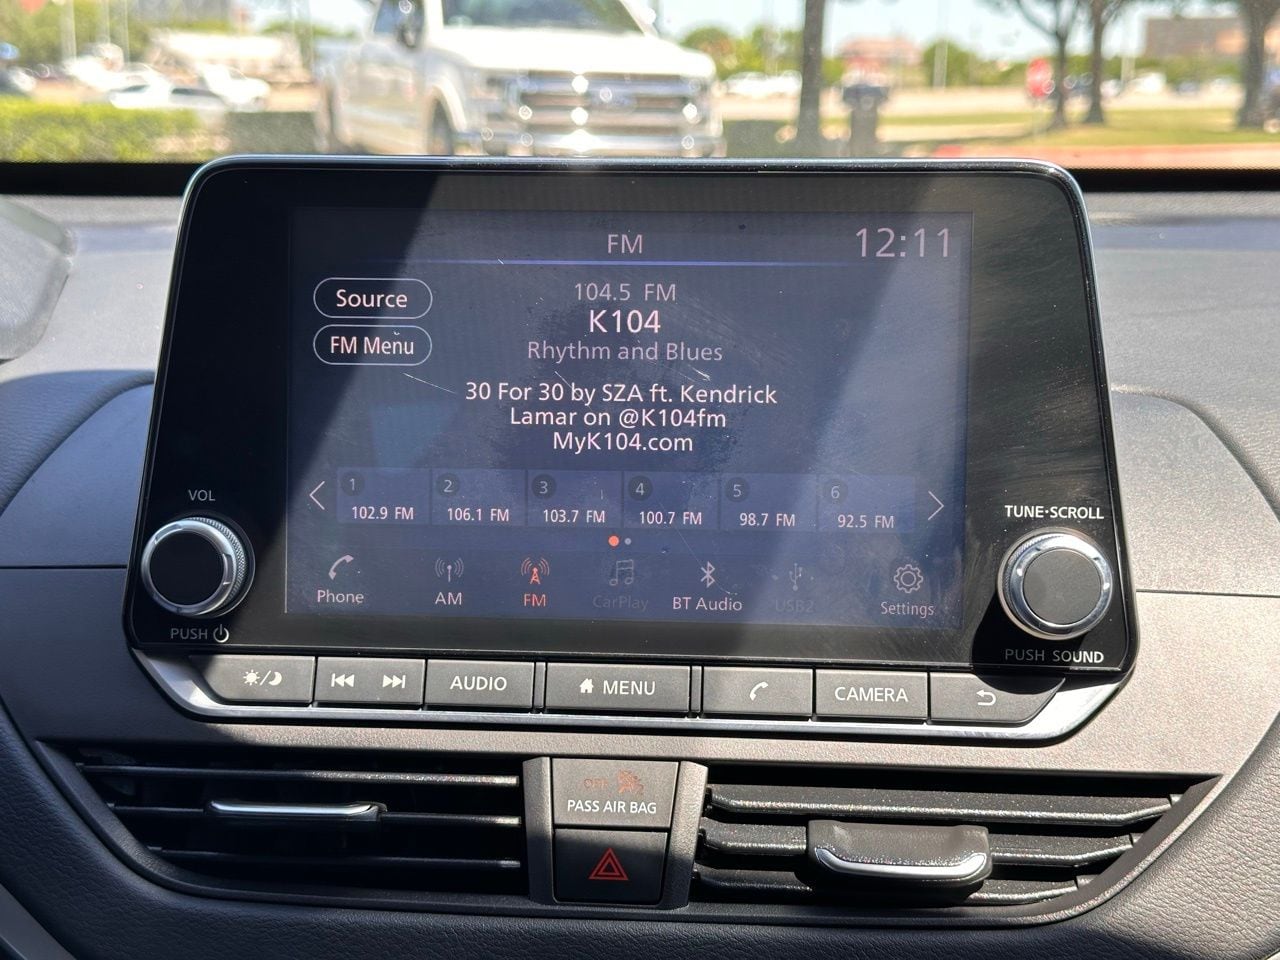 FM
12:11
Source
FM Menu
104.5 FM
K104
Rhythm and Blues
30 For 30 by SZA ft. Kendrick
Lamar on @K104fm
MyK104.com
1
2
3
4
5
6
102.9 FM
106.1 FM
103.7 FM
100.7 FM
98.7 FM
92.5 FM
Phone
AM
FM
CarPlay
BT Audio
USB2
Settings
VOL
PUSH
TUNE·SCROLL
PUSH SOUND
AUDIO
MENU
CAMERA
OFF
PASS AIR BAG